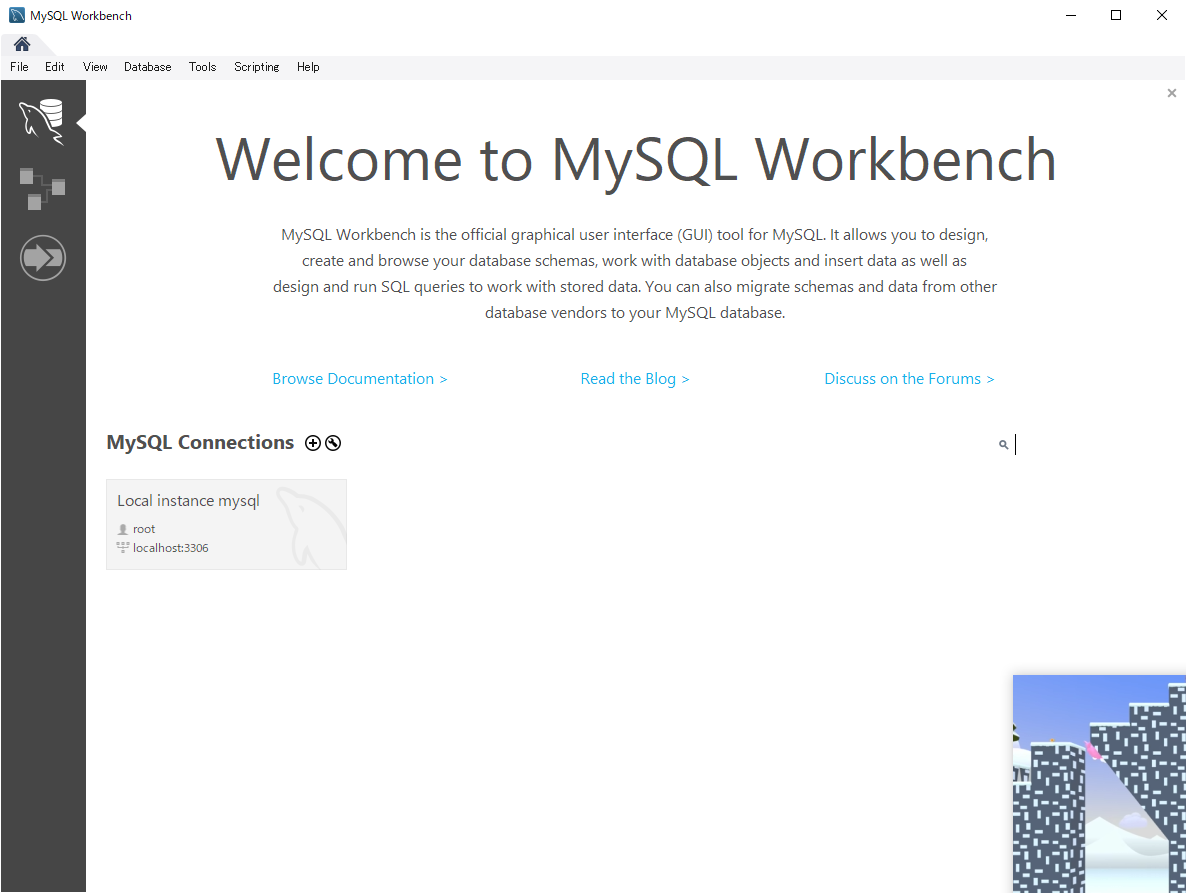 MySQL Workbench
File Edit View Database Tools Scripting Help
Welcome to MySQL Workbench
MySQL Workbench is the official graphical user interface (GUI) tool for MySQL. It allows you to design,
create and browse your database schemas, work with database objects and insert data as well as
design and run SQL queries to work with stored data. You can also migrate schemas and data from other
database vendors to your MySQL database.
Browse Documentation > Read the Blog > Discuss on the Forums >
MySQL Connections
Local instance mysql
root
localhost:3306